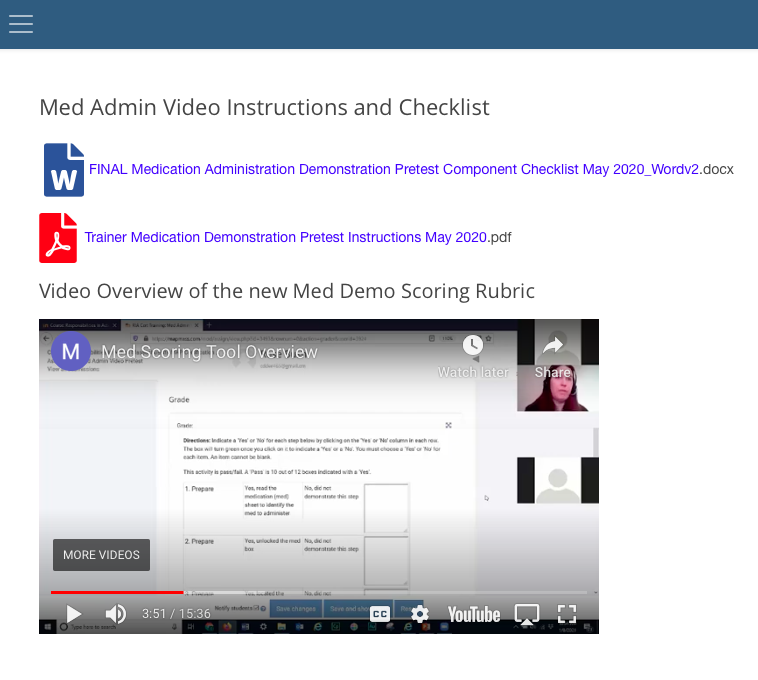 Med Admin Video Instructions and Checklist
W FINAL Medication Administration Demonstration Pretest Component Checklist May 2020_Wordv2.docx
Trainer Medication Demonstration Pretest Instructions May 2020.pdf
Video Overview of the new Med Demo Scoring Rubric
M Med Scoring Tool Overview
Watch later
Share
Grade
Grade:
Directions: Indicate a 'Yes' or 'No' for each step below by clicking on the 'Yes' or 'No' column in each row.
The box will turn green once you click on it to indicate a 'Yes' or a 'No'. You must choose a 'Yes' or 'No' for
each item. An item cannot be blank.
This activity is pass/fail. A 'Pass' is 10 out of 12 boxes indicated with a 'Yes'.
1. Prepare
Yes, read the medication (med) sheet to identify the med to administer
No, did not demonstrate this step
2. Prepare
Yes, unlocked the med box
No, did not demonstrate this step
MORE VIDEOS
Yes, located the
No, did not
3:51 / 15:36
CC
YouTube
Notify students
Save changes
Type here to search